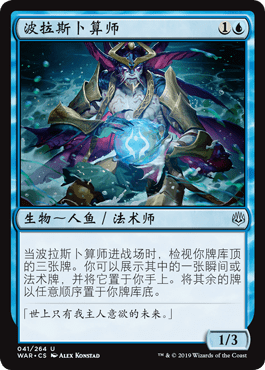 波拉斯卜算师 1
生物～人鱼／法术师
当波拉斯卜算师进战场时，检视你牌库顶
的三张牌。你可以展示其中的一张瞬间或
法术牌，并将它置于你手上。将其余的牌
以任意顺序置于你牌库底。
「世上只有我主人意欲的未来。」
1/3
041/264 U
WAR • CS ALEX KONSTAD
™ & © 2019 Wizards of the Coast